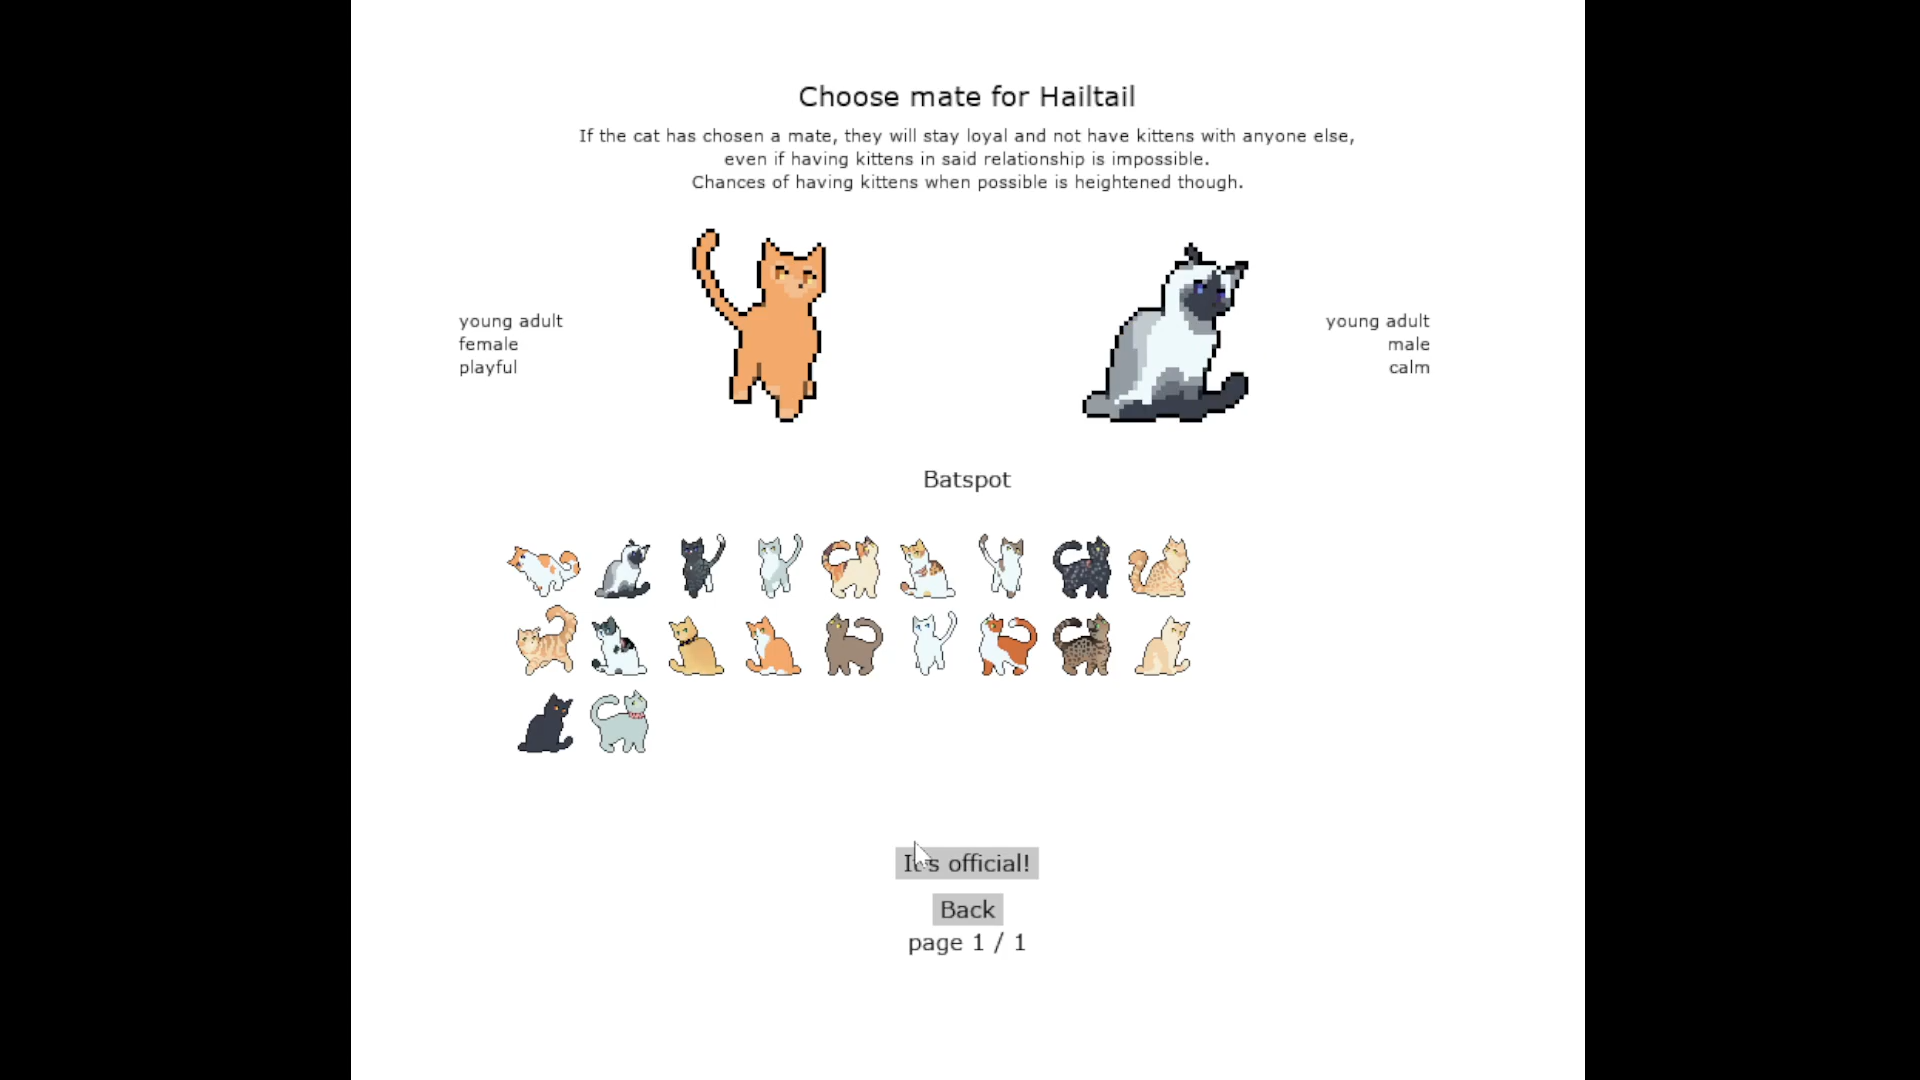 Choose mate for Hailtail
If the cat has chosen a mate, they will stay loyal and not have kittens with anyone else,
even if having kittens in said relationship is impossible.
Chances of having kittens when possible is heightened though.
young adult
female
playful
young adult
male
calm
Batspot
It's official!
Back
page 1 / 1